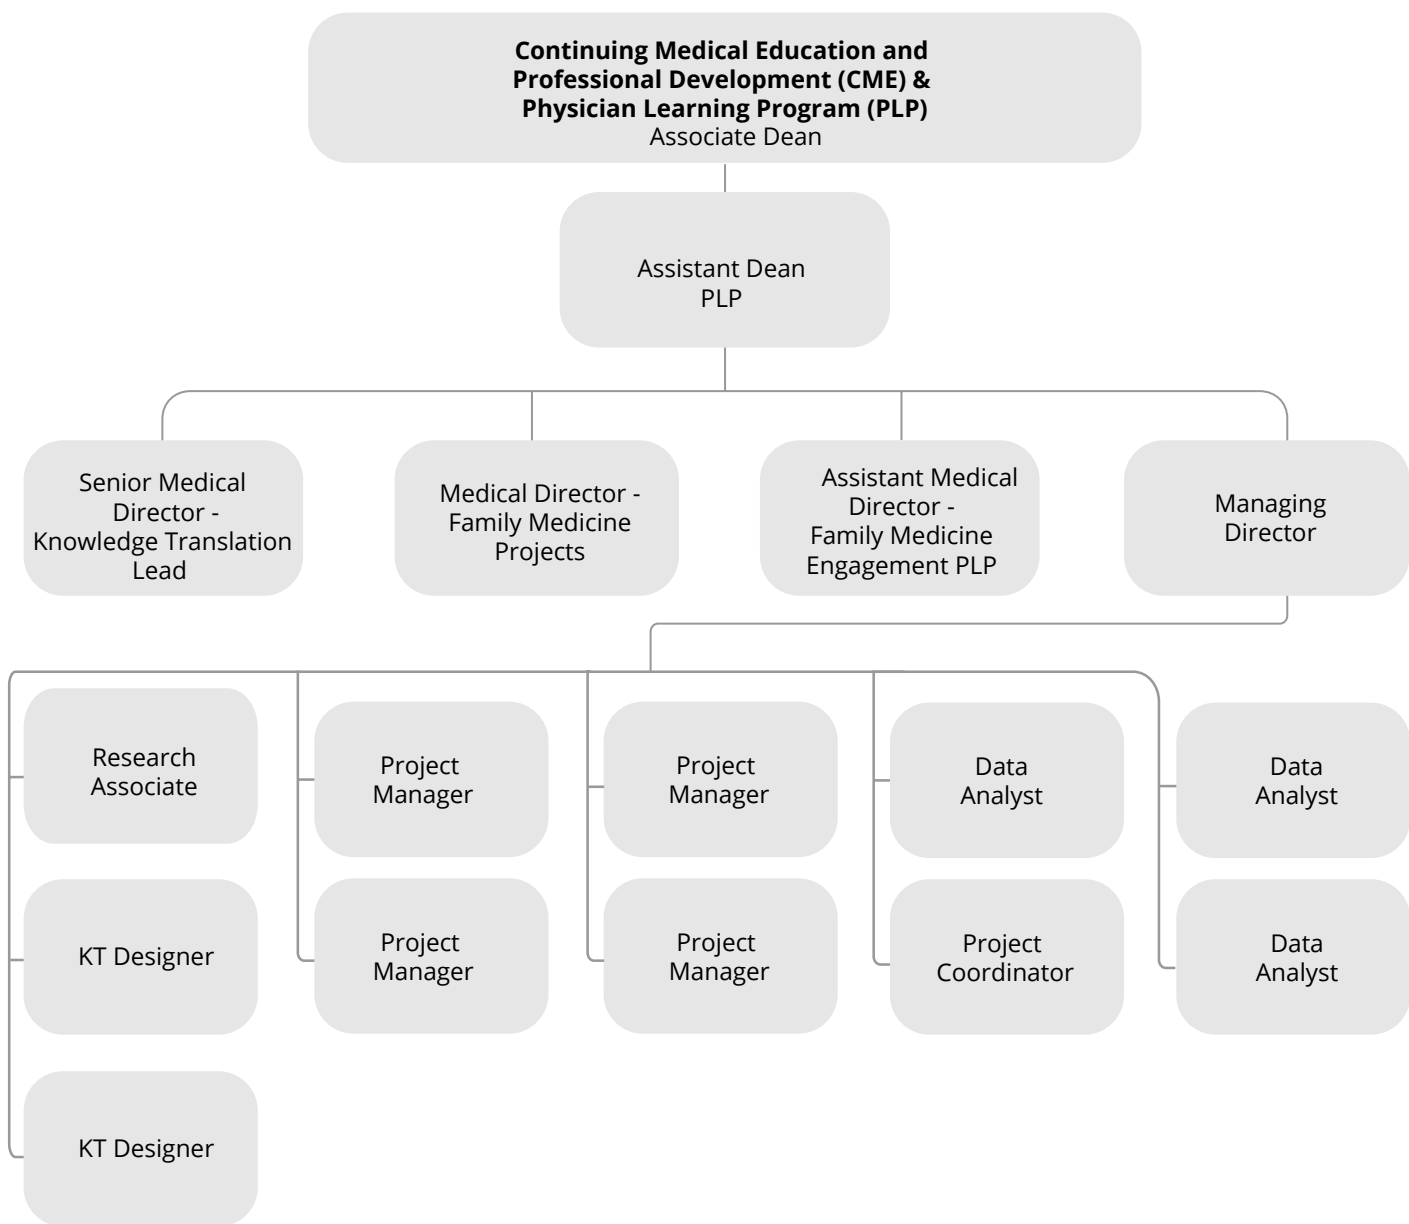 Continuing Medical Education and
Professional Development (CME) &
Physician Learning Program (PLP)
Associate Dean
Assistant Dean
PLP
Senior Medical
Director -
Knowledge Translation
Lead
Medical Director -
Family Medicine
Projects
Assistant Medical
Director -
Family Medicine
Engagement PLP
Managing
Director
Research
Associate
Project
Manager
Project
Manager
Data
Analyst
Data
Analyst
KT Designer
Project
Manager
Project
Manager
Project
Coordinator
Data
Analyst
KT Designer